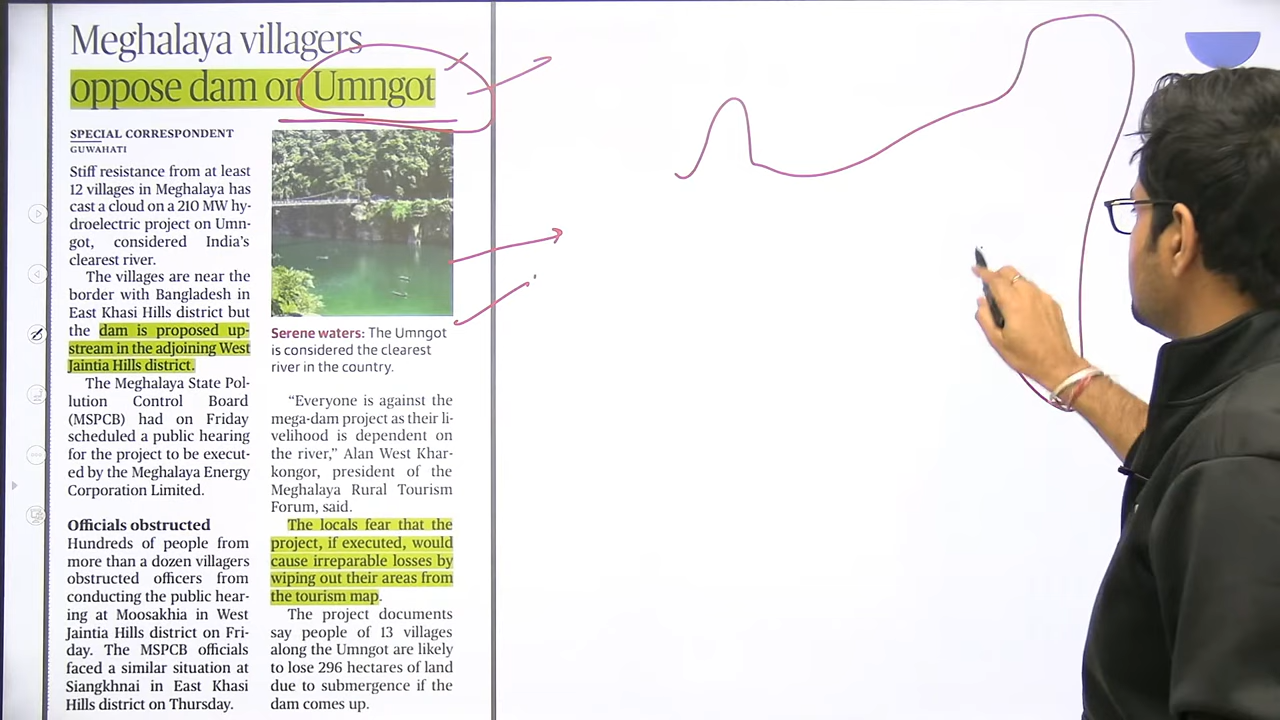 Meghalaya villagers
oppose dam on Umngot
SPECIAL CORRESPONDENT
GUWAHATI
Stiff resistance from at least
12 villages in Meghalaya has
cast a cloud on a 210 MW hy-
droelectric project on Umn-
got, considered India's
clearest river.
The villages are near the
border with Bangladesh in
East Khasi Hills district but
the dam is proposed up-
stream in the adjoining West
Jaintia Hills district.
The Meghalaya State Pol-
lution Control Board
(MSPCB) had on Friday
scheduled a public hearing
for the project to be execut-
ed by the Meghalaya Energy
Corporation Limited.
Officials obstructed
Hundreds of people from
more than a dozen villagers
obstructed officers from
conducting the public hear-
ing at Moosakhia in West
Jaintia Hills district on Fri-
day. The MSPCB officials
faced a similar situation at
Siangkhnai in East Khasi
Hills district on Thursday.
Serene waters: The Umngot
is considered the clearest
river in the country.
“Everyone is against the
mega-dam project as their li-
velihood is dependent on
the river,” Alan West Khar-
kongor, president of the
Meghalaya Rural Tourism
Forum, said.
The locals fear that the
project, if executed, would
cause irreparable losses by
wiping out their areas from
the tourism map.
The project documents
say people of 13 villages
along the Umngot are likely
to lose 296 hectares of land
due to submergence if the
dam comes up.